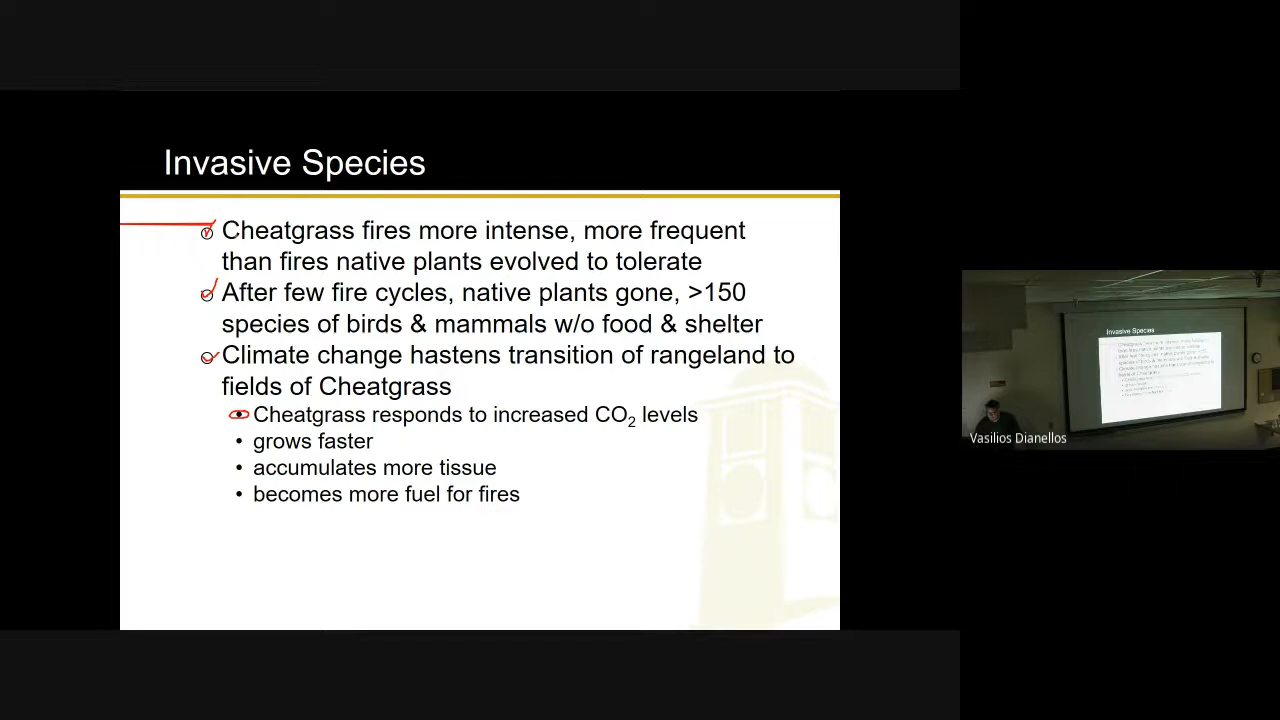 Invasive Species
Cheatgrass fires more intense, more frequent
than fires native plants evolved to tolerate
After few fire cycles, native plants gone, >150
species of birds & mammals w/o food & shelter
Climate change hastens transition of rangeland to
fields of Cheatgrass
• Cheatgrass responds to increased CO₂ levels
• grows faster
• accumulates more tissue
• becomes more fuel for fires
Invasive Species
Vasilios Dianellos